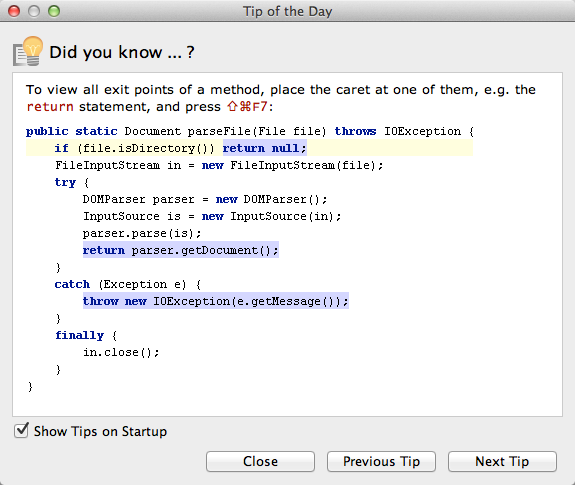 Tip of the Day
Did you know ... ?
To view all exit points of a method, place the caret at one of them, e.g. the
return statement, and press ⇧⌘F7:
public static Document parseFile(File file) throws IOException {
    if (file.isDirectory()) return null;
    FileInputStream in = new FileInputStream(file);
    try {
        DOMParser parser = new DOMParser();
        InputSource is = new InputSource(in);
        parser.parse(is);
        return parser.getDocument();
    }
    catch (Exception e) {
        throw new IOException(e.getMessage());
    }
    finally {
        in.close();
    }
}
Show Tips on Startup
Close Previous Tip Next Tip